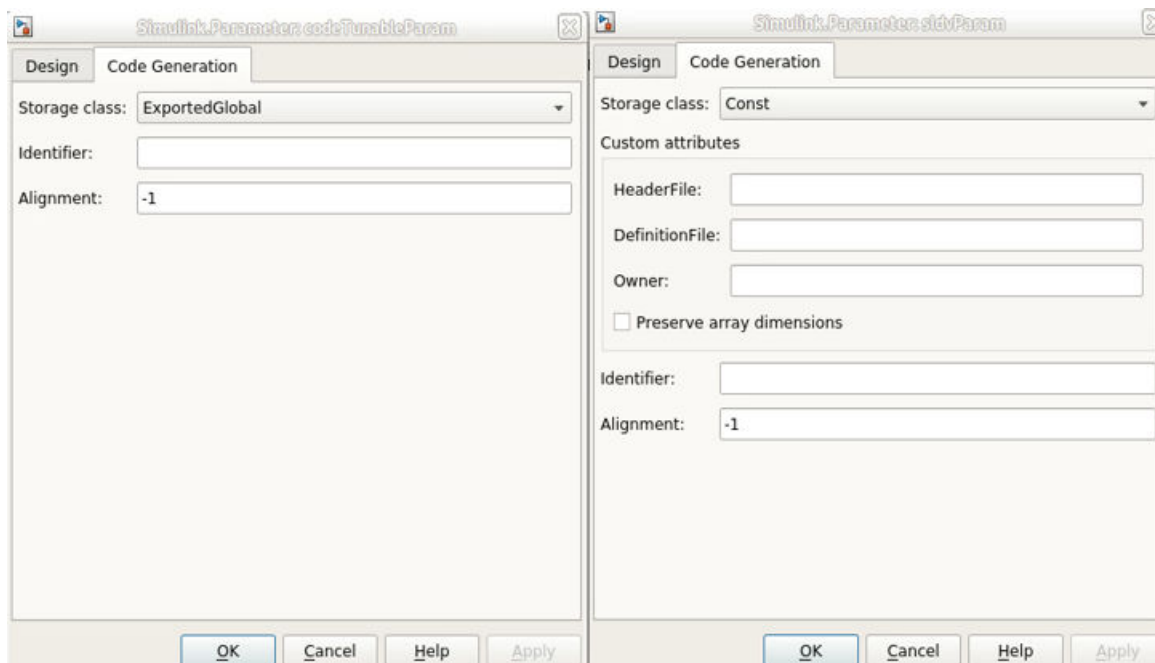 Simulink.Parameter: codeTunableParam
Design Code Generation
Storage class: ExportedGlobal
Identifier:
Alignment: -1
OK Cancel Help Apply
Simulink.Parameter: sldvParam
Design Code Generation
Storage class: Const
Custom attributes
HeaderFile:
DefinitionFile:
Owner:
Preserve array dimensions
Identifier:
Alignment: -1
OK Cancel Help Apply